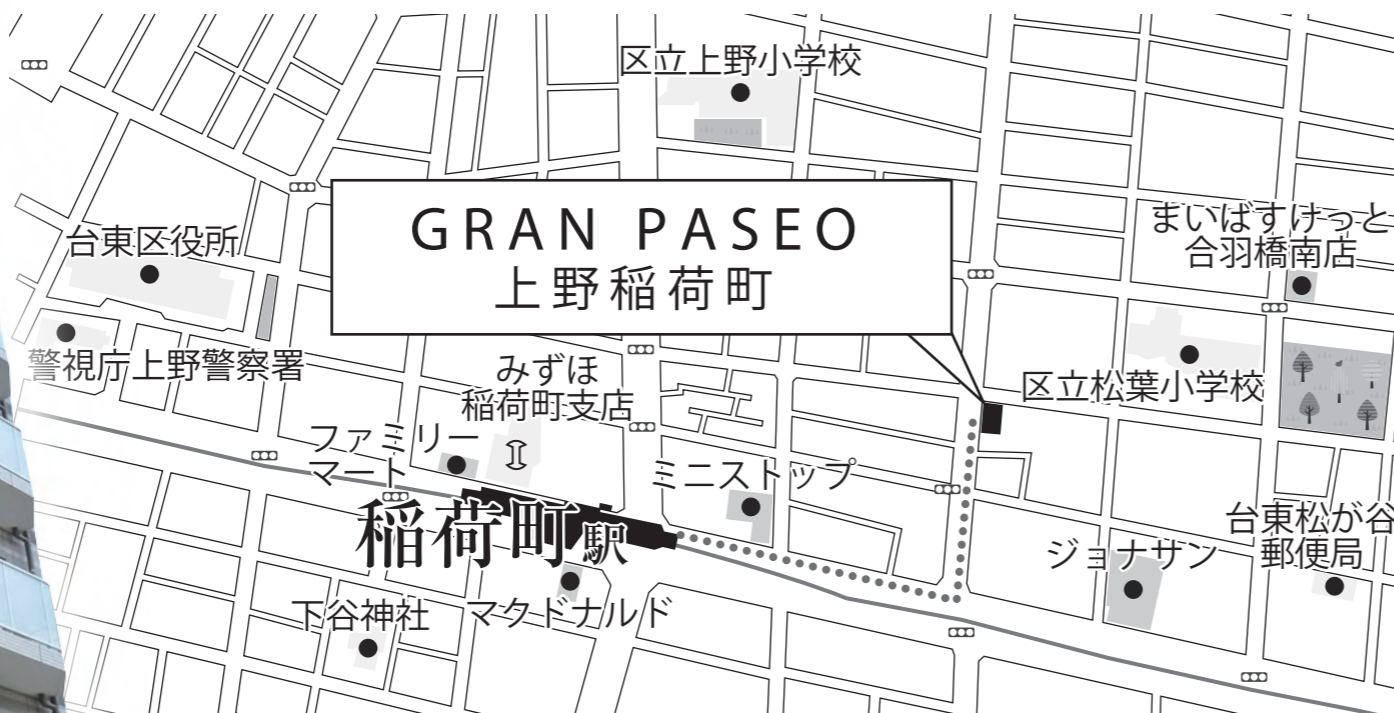 区立上野小学校
GRAN PASEO
上野稲荷町
まいばすけっと
合羽橋南店
台東区役所
警視庁上野警察署
みずほ
稲荷町支店
区立松葉小学校
ファミリー
マート
ミニストップ
稲荷町駅
台東松が谷
郵便局
ジョナサン
下谷神社
マクドナルド